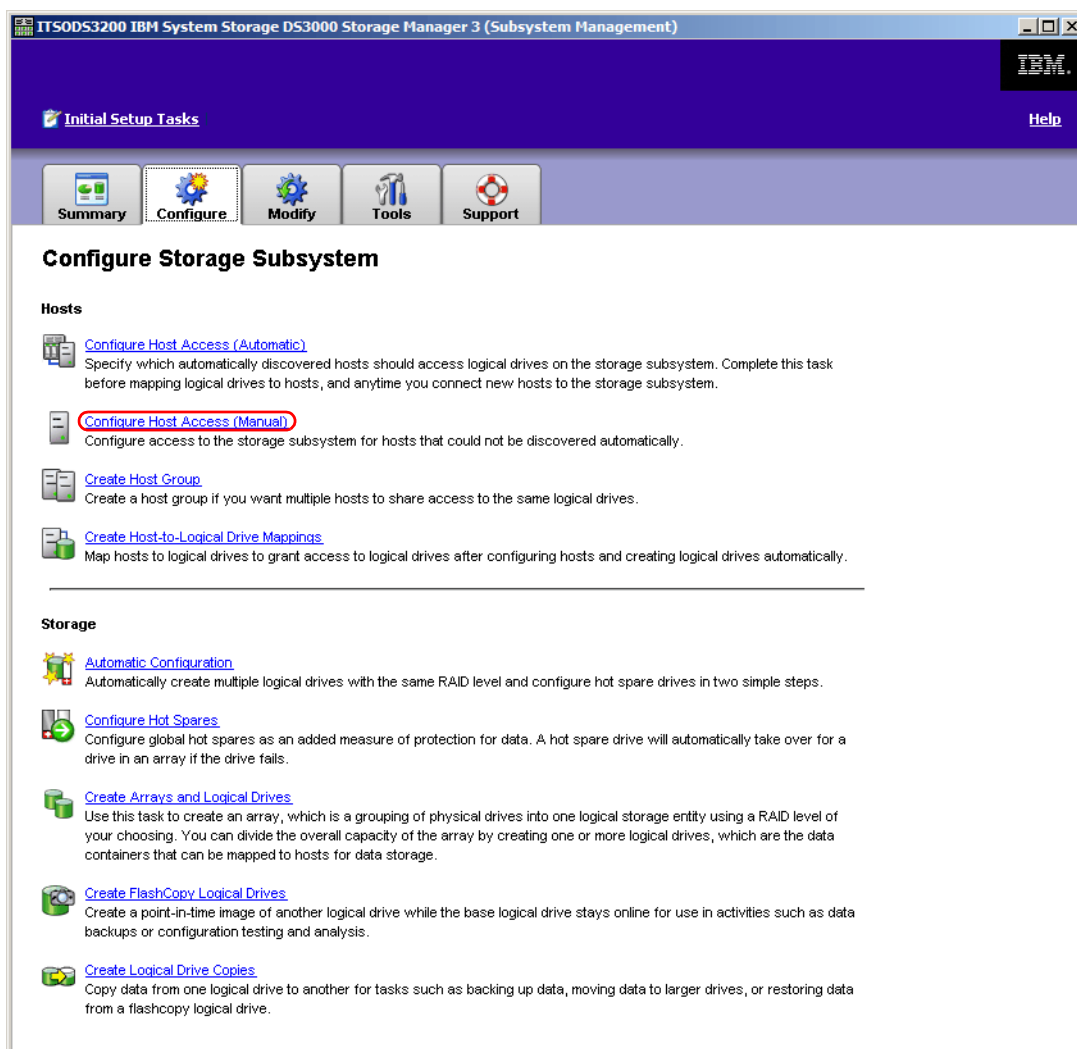 ITSODS3200 IBM System Storage DS3000 Storage Manager 3 (Subsystem Management)
IBM.
Initial Setup Tasks
Help
Summary
Configure
Modify
Tools
Support
Configure Storage Subsystem
Hosts
Configure Host Access (Automatic)
Specify which automatically discovered hosts should access logical drives on the storage subsystem. Complete this task
before mapping logical drives to hosts, and anytime you connect new hosts to the storage subsystem.
Configure Host Access (Manual)
Configure access to the storage subsystem for hosts that could not be discovered automatically.
Create Host Group
Create a host group if you want multiple hosts to share access to the same logical drives.
Create Host-to-Logical Drive Mappings
Map hosts to logical drives to grant access to logical drives after configuring hosts and creating logical drives automatically.
Storage
Automatic Configuration
Automatically create multiple logical drives with the same RAID level and configure hot spare drives in two simple steps.
Configure Hot Spares
Configure global hot spares as an added measure of protection for data. A hot spare drive will automatically take over for a
drive in an array if the drive fails.
Create Arrays and Logical Drives
Use this task to create an array, which is a grouping of physical drives into one logical storage entity using a RAID level of
your choosing. You can divide the overall capacity of the array by creating one or more logical drives, which are the data
containers that can be mapped to hosts for data storage.
Create FlashCopy Logical Drives
Create a point-in-time image of another logical drive while the base logical drive stays online for use in activities such as data
backups or configuration testing and analysis.
Create Logical Drive Copies
Copy data from one logical drive to another for tasks such as backing up data, moving data to larger drives, or restoring data
from a flashcopy logical drive.